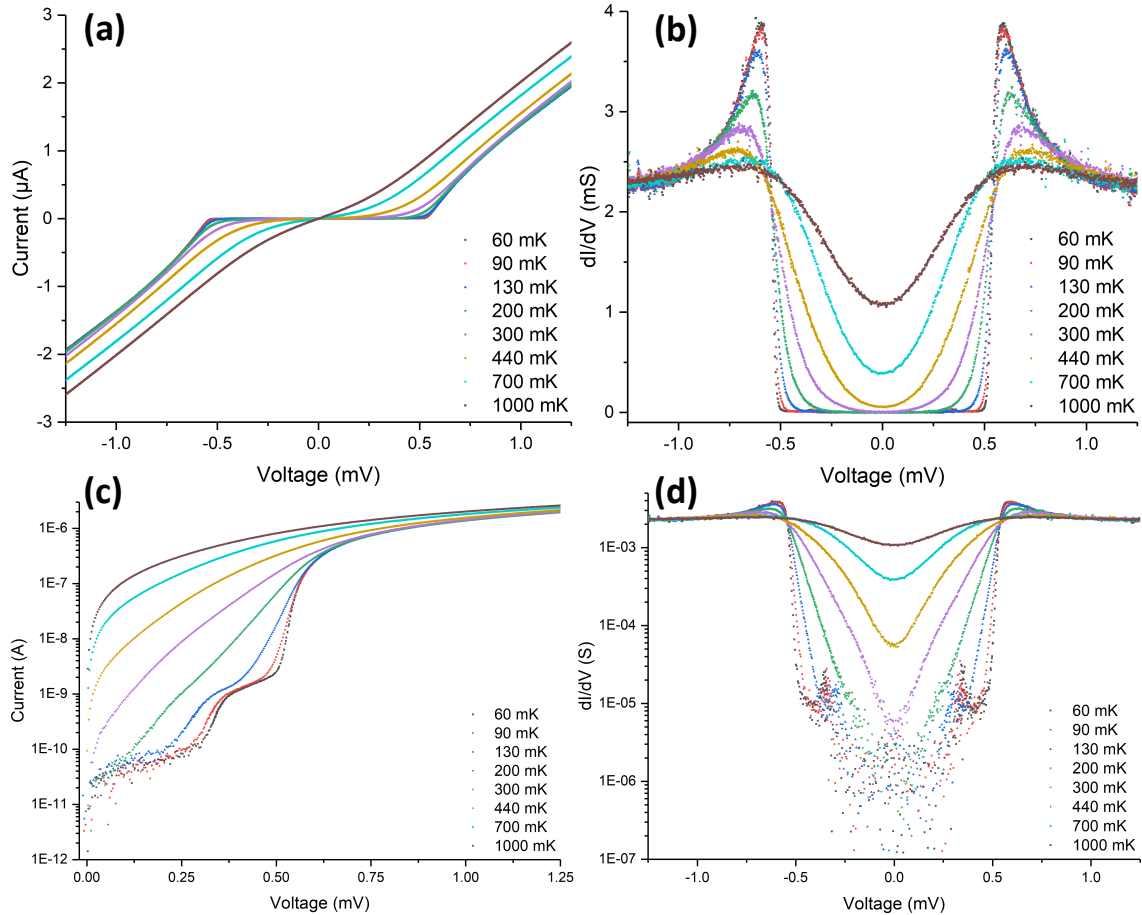 (a)
Current (µA)
3
2
1
0
-1
-2
-3
-1.0 -0.5 0.0 0.5 1.0
Voltage (mV)
60 mK
90 mK
130 mK
200 mK
300 mK
440 mK
700 mK
1000 mK
(b)
dI/dV (mS)
4
3
2
1
0
-1.0 -0.5 0.0 0.5 1.0
Voltage (mV)
60 mK
90 mK
130 mK
200 mK
300 mK
440 mK
700 mK
1000 mK
(c)
Current (A)
1E-6
1E-7
1E-8
1E-9
1E-10
1E-11
1E-12
0.00 0.25 0.50 0.75 1.00 1.25
Voltage (mV)
60 mK
90 mK
130 mK
200 mK
300 mK
440 mK
700 mK
1000 mK
(d)
dI/dV (S)
1E-03
1E-04
1E-05
1E-06
1E-07
-1.0 -0.5 0.0 0.5 1.0
Voltage (mV)
60 mK
90 mK
130 mK
200 mK
300 mK
440 mK
700 mK
1000 mK